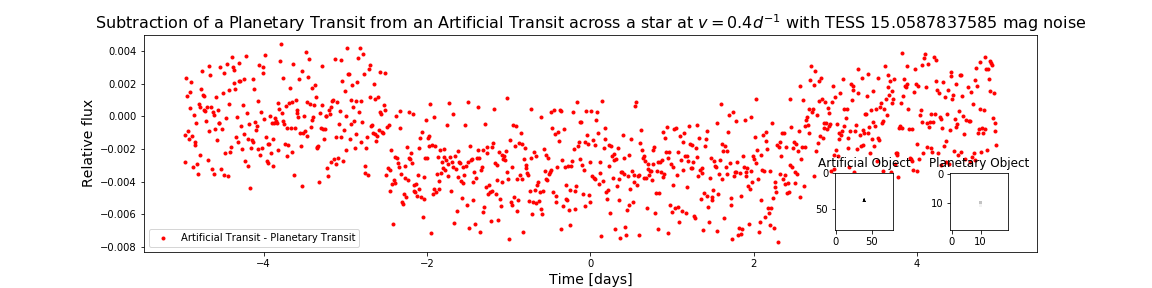 Subtraction of a Planetary Transit from an Artificial Transit across a star at v = 0.4d⁻¹ with TESS 15.0587837585 mag noise
0.004
0.002
0.000
−0.002
−0.004
−0.006
−0.008
Relative flux
Artificial Transit - Planetary Transit
Artificial Object
0
50
0 50
Planetary Object
0
10
0 10
−4 −2 0 2 4
Time [days]